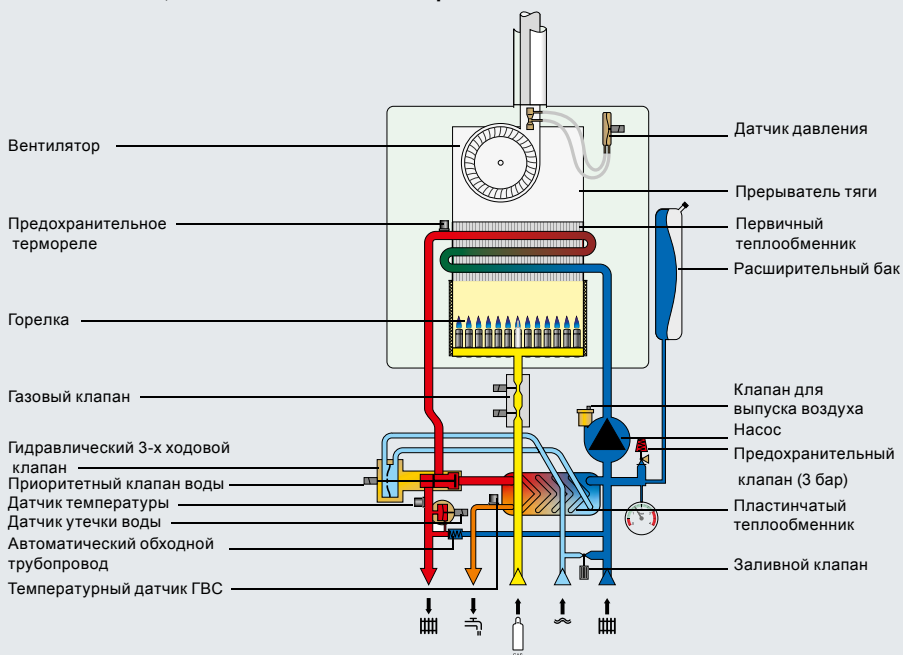 Вентилятор
Предохранительное
термореле
Горелка
Газовый клапан
Гидравлический 3-х ходовой
клапан
Приоритетный клапан воды
Датчик температуры
Датчик утечки воды
Автоматический обходной
трубопровод
Температурный датчик ГВС
Датчик давления
Прерыватель тяги
Первичный
теплообменник
Расширительный бак
Клапан для
выпуска воздуха
Насос
Предохранительный
клапан (3 бар)
Пластинчатый
теплообменник
Заливной клапан